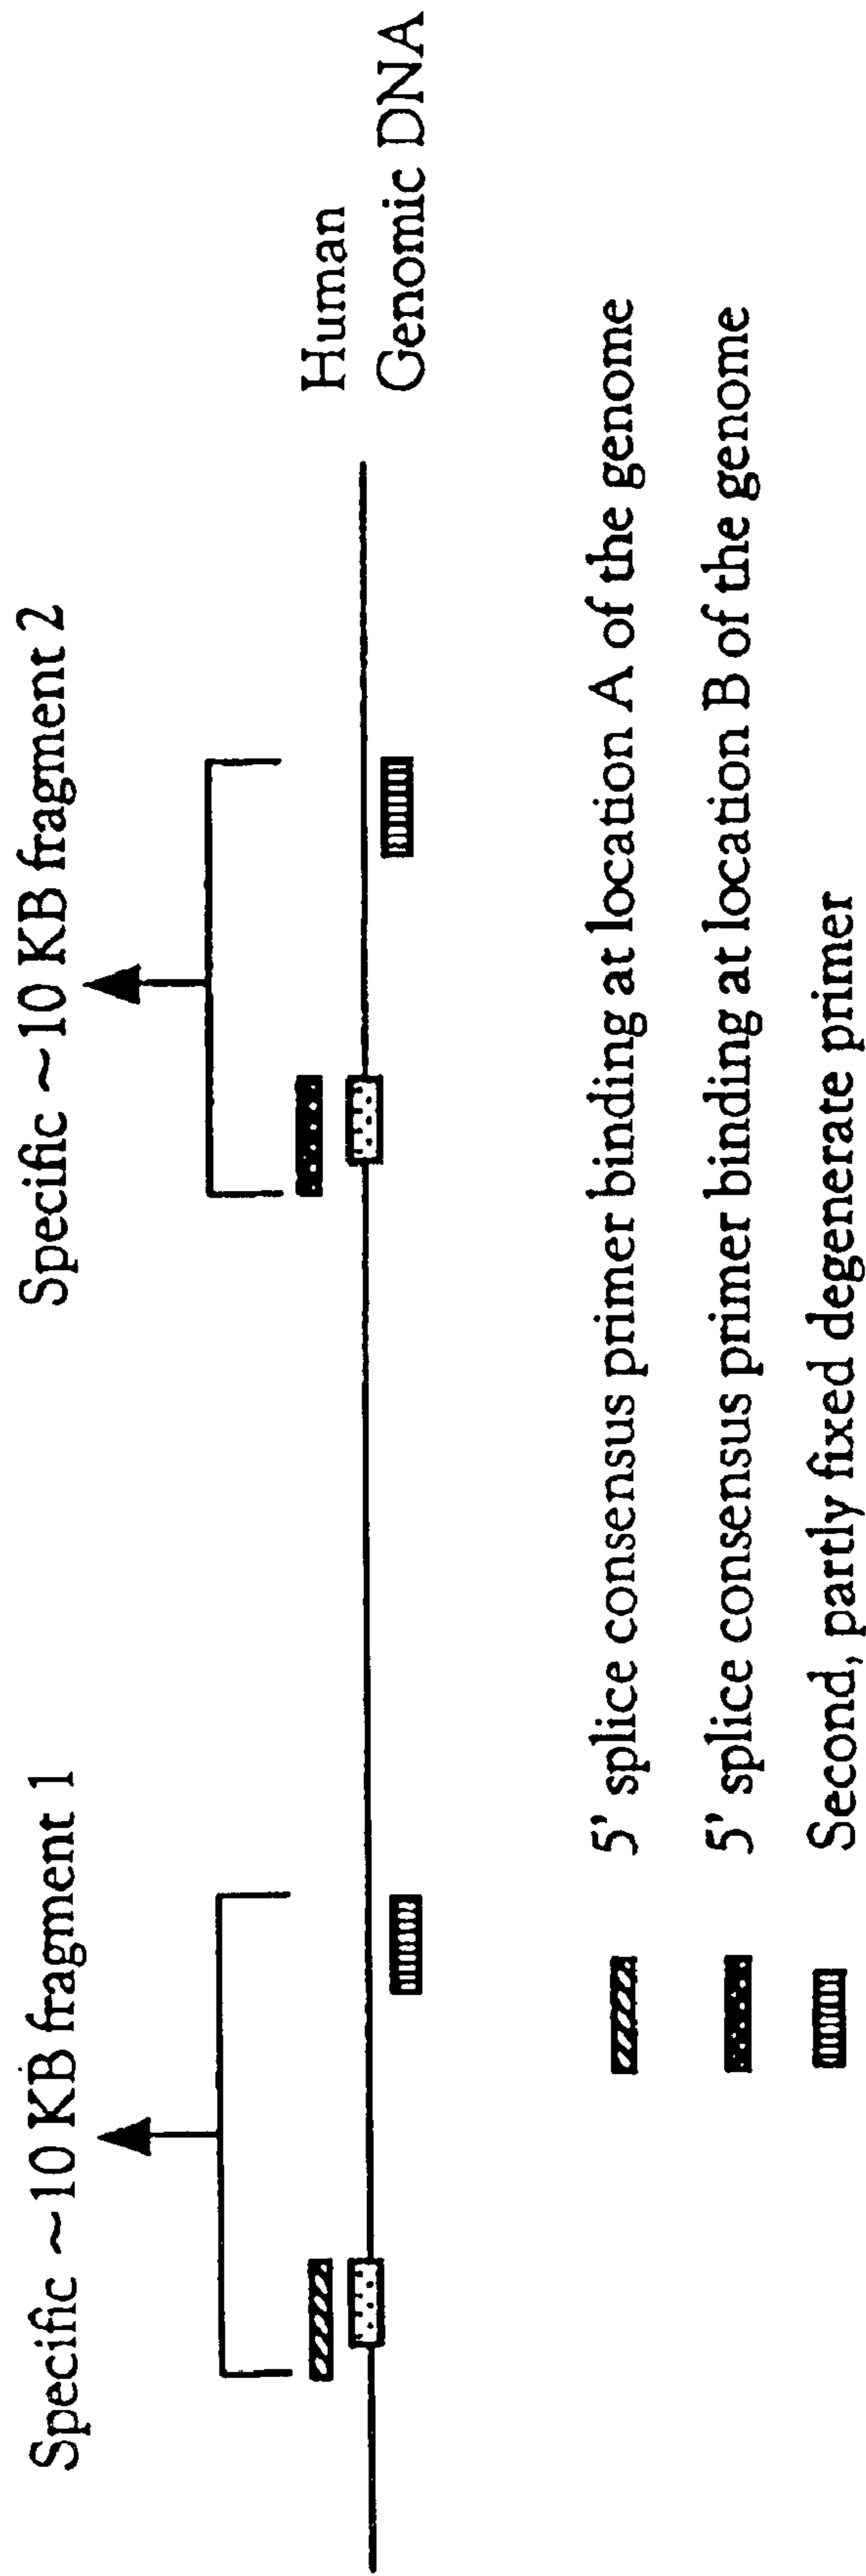 Specific ~10 KB fragment 1
Specific ~10 KB fragment 2
Human
Genomic DNA
5' splice consensus primer binding at location A of the genome
5' splice consensus primer binding at location B of the genome
Second, partly fixed degenerate primer